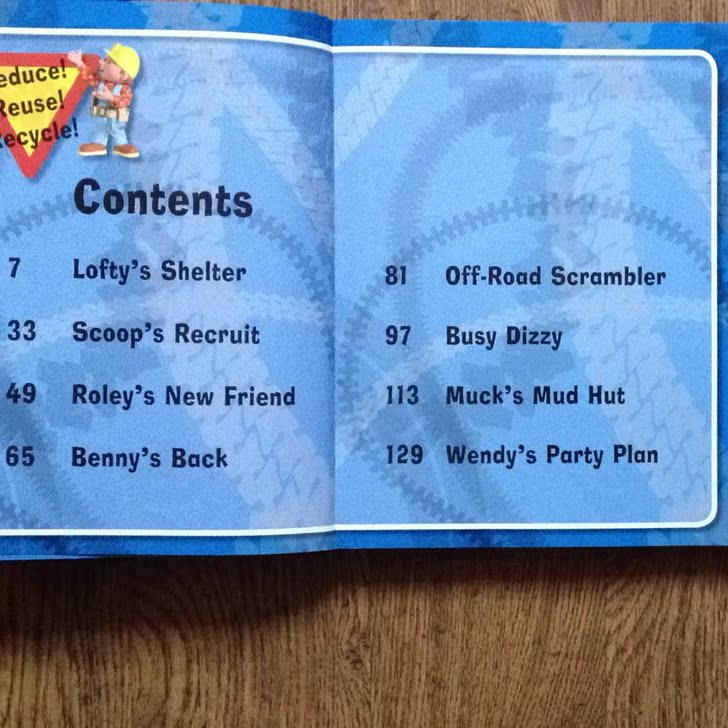 educe!
Reuse!
ecycle!
Contents
7 Lofty's Shelter
33 Scoop's Recruit
49 Roley's New Friend
65 Benny's Back
81 Off-Road Scrambler
97 Busy Dizzy
113 Muck's Mud Hut
129 Wendy's Party Plan